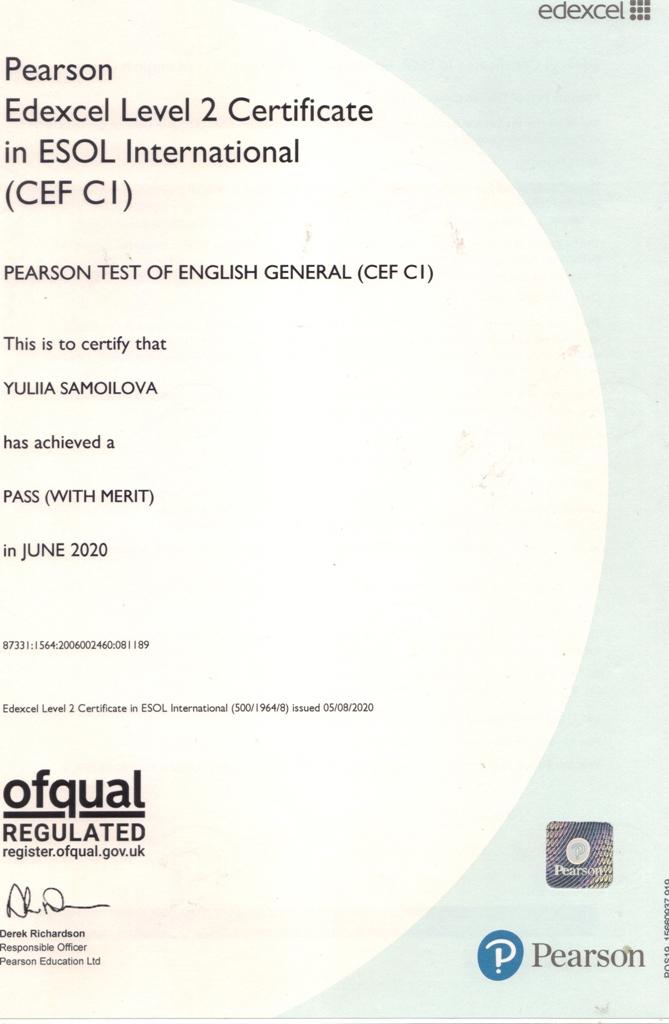 edexcel
Pearson
Edexcel Level 2 Certificate
in ESOL International
(CEF C1)
PEARSON TEST OF ENGLISH GENERAL (CEF C1)
This is to certify that
YULIIA SAMOILOVA
has achieved a
PASS (WITH MERIT)
in JUNE 2020
87331:1564:2006002460:081189
Edexcel Level 2 Certificate in ESOL International (500/1964/8) issued 05/08/2020
ofqual
REGULATED
register.ofqual.gov.uk
Pearson
Derek Richardson
Responsible Officer
Pearson Education Ltd
Pearson